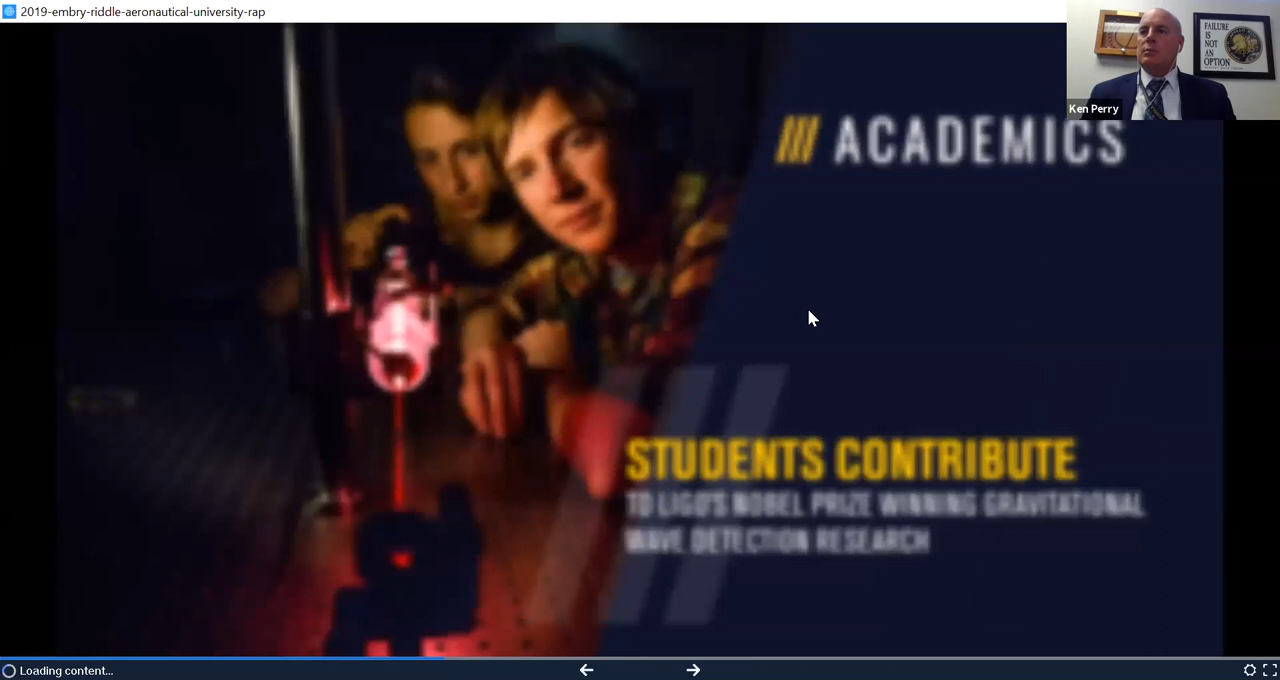 2019-embry-riddle-aeronautical-university-rap
FAILURE
IS
NOT
AN
OPTION
Ken Perry
/// ACADEMICS
STUDENTS CONTRIBUTE
TO LIGO'S NOBEL PRIZE WINNING GRAVITATIONAL
WAVE DETECTION RESEARCH
Loading content...